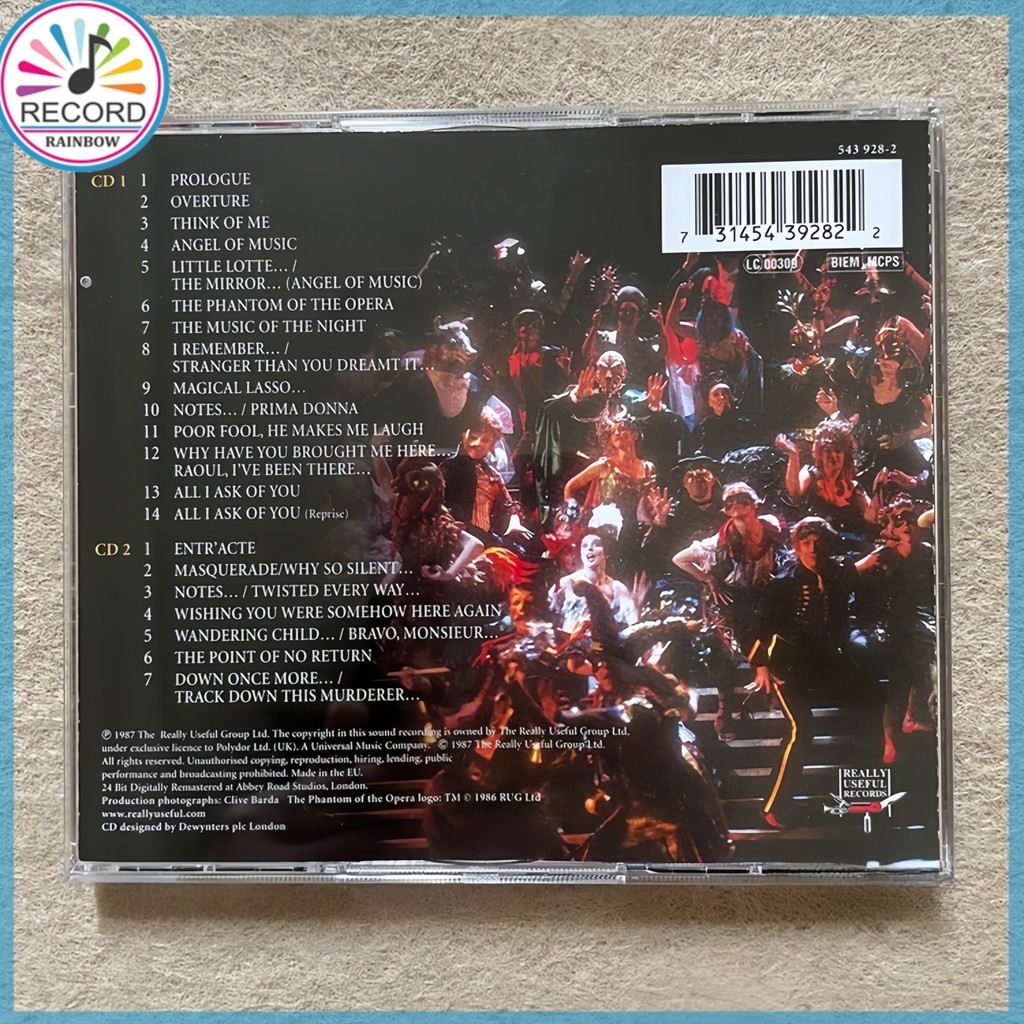 RECORD
RAINBOW
543 928-2
7 31454 39282 2
LC 00309 BIEM MCPS
CD 1 1 PROLOGUE
2 OVERTURE
3 THINK OF ME
4 ANGEL OF MUSIC
5 LITTLE LOTTE... /
THE MIRROR... (ANGEL OF MUSIC)
6 THE PHANTOM OF THE OPERA
7 THE MUSIC OF THE NIGHT
8 I REMEMBER... /
STRANGER THAN YOU DREAMT IT...
9 MAGICAL LASSO...
10 NOTES... / PRIMA DONNA
11 POOR FOOL, HE MAKES ME LAUGH
12 WHY HAVE YOU BROUGHT ME HERE...
RAOUL, I'VE BEEN THERE...
13 ALL I ASK OF YOU
14 ALL I ASK OF YOU (Reprise)
CD 2 1 ENTR'ACTE
2 MASQUERADE/WHY SO SILENT...
3 NOTES... / TWISTED EVERY WAY...
4 WISHING YOU WERE SOMEHOW HERE AGAIN
5 WANDERING CHILD... / BRAVO, MONSIEUR...
6 THE POINT OF NO RETURN
7 DOWN ONCE MORE... /
TRACK DOWN THIS MURDERER...
℗ 1987 The Really Useful Group Ltd. The copyright in this sound recording is owned by The Really Useful Group Ltd.
under exclusive licence to Polydor Ltd. (UK). A Universal Music Company. © 1987 The Really Useful Group Ltd.
All rights reserved. Unauthorised copying, reproduction, hiring, lending, public
performance and broadcasting prohibited. Made in the EU.
24 Bit Digitally Remastered at Abbey Road Studios, London.
Production photographs: Clive Barda The Phantom of the Opera logo: TM © 1986 RUG Ltd
www.reallyuseful.com
CD designed by Dewynters plc London
REALLY
USEFUL
RECORDS